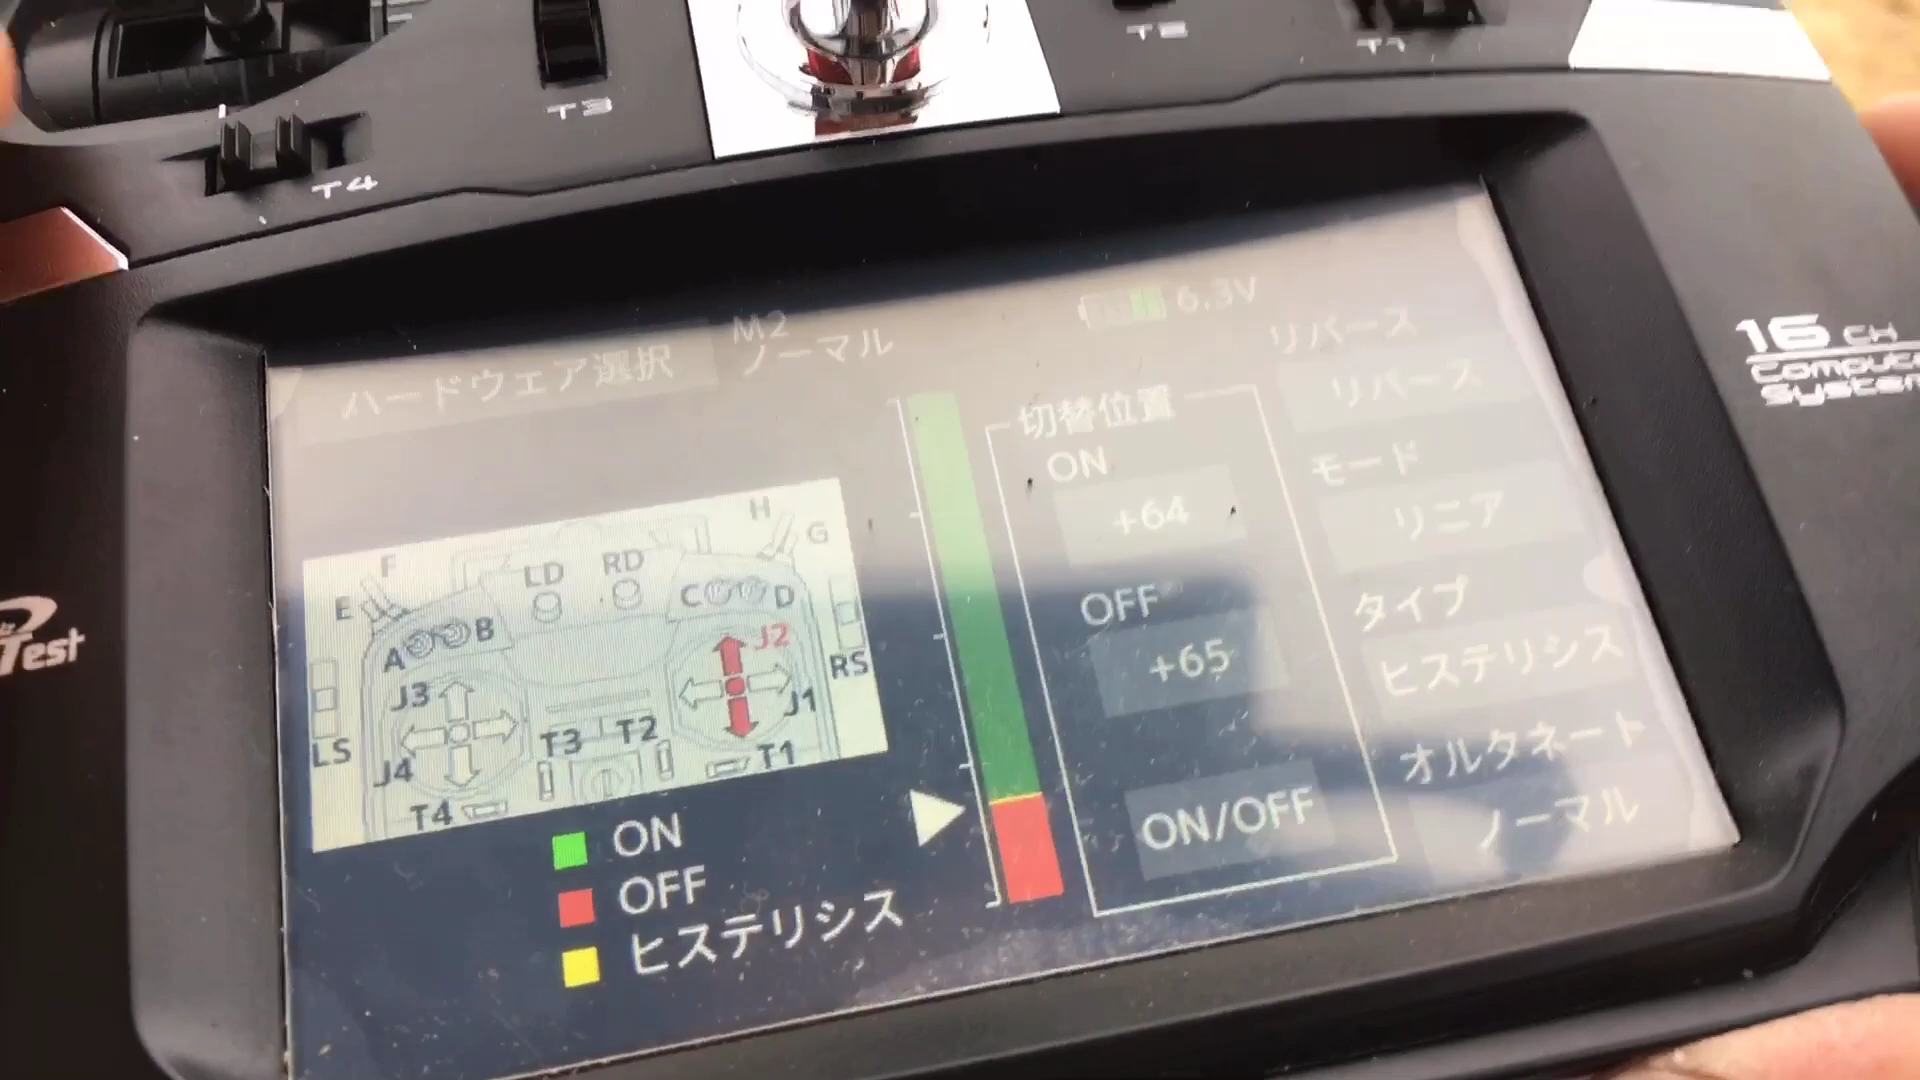 T3
T2
T1
T4
ハードウェア選択
M2
ノーマル
6.3V
リバース
リバース
切替位置
ON
+64
OFF
+65
ON/OFF
モード
リニア
タイプ
ヒステリシス
オルタネート
ノーマル
F
E
A
B
LD
RD
C
D
H
G
J3
J4
J2
J1
LS
RS
T3
T2
T1
T4
ON
OFF
ヒステリシス
16 CH
Test